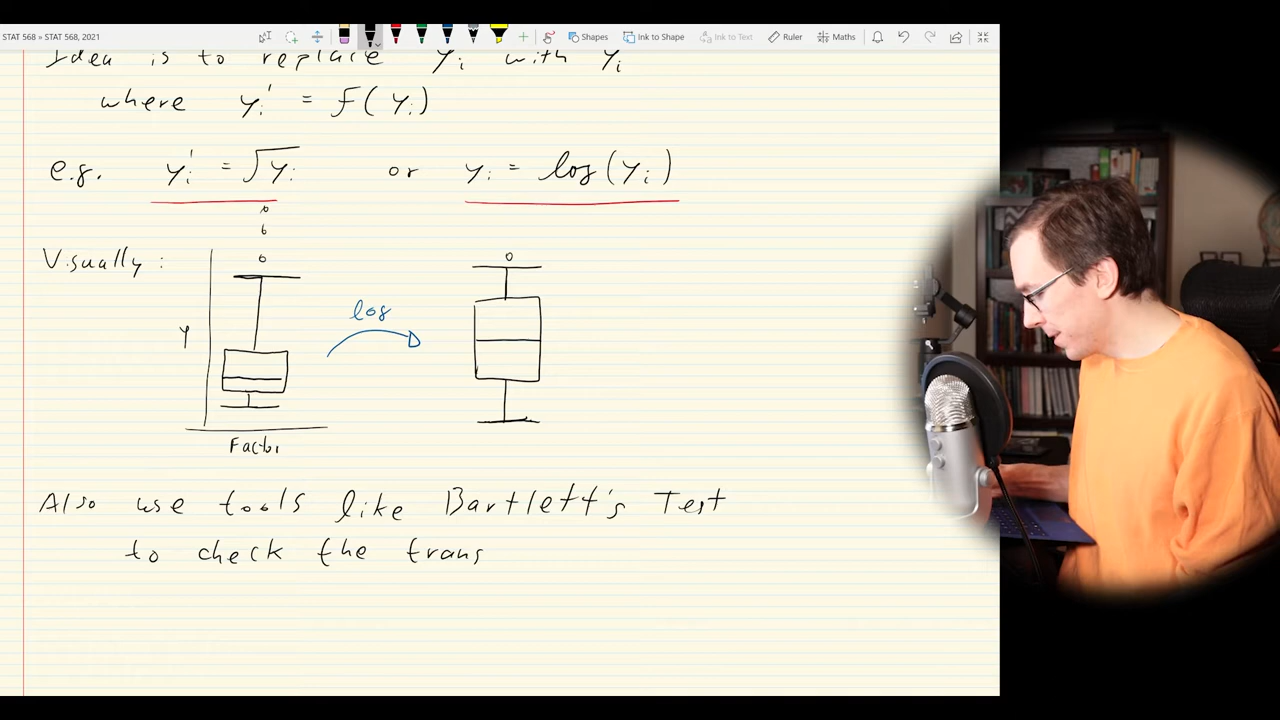 STAT 568 » STAT 568, 2021
Shapes Ink to Shape Ink to Text Ruler Maths
Idea is to replace yi with yi
where yi' = f(yi)
e.g. yi' = √yi or yi = log(yi)
Visually:
log
y
Factor
Also use tools like Bartlett's Test
to check the trans